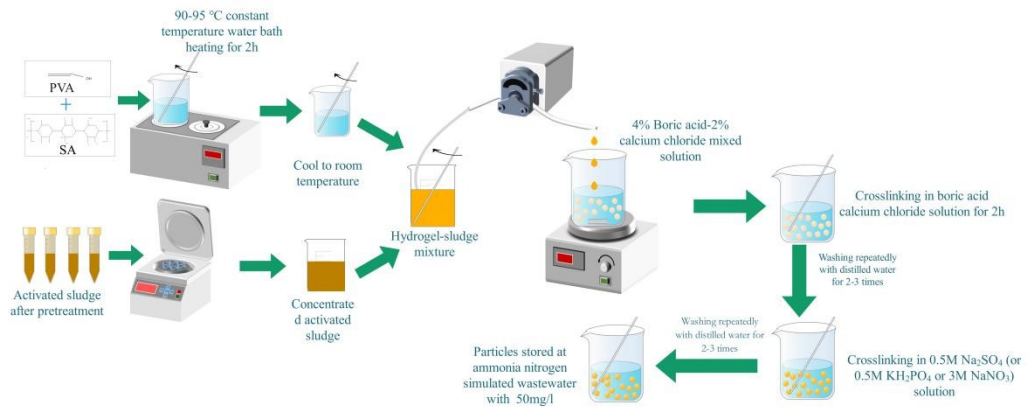 90-95 ℃ constant
temperature water bath
heating for 2h
OH
PVA
+
SA
Cool to room
temperature
4% Boric acid-2%
calcium chloride mixed
solution
Crosslinking in boric acid
calcium chloride solution for 2h
Hydrogel-sludge
mixture
Activated sludge
after pretreatment
Concentrate
d activated
sludge
Washing repeatedly
with distilled water
for 2-3 times
Washing repeatedly
with distilled water for
2-3 times
Crosslinking in 0.5M Na₂SO₄ (or
0.5M KH₂PO₄ or 3M NaNO₃)
solution
Particles stored at
ammonia nitrogen
simulated wastewater
with 50mg/l